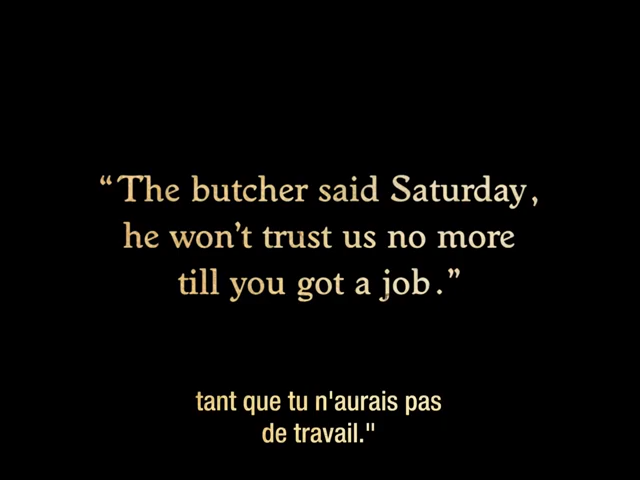 “The butcher said Saturday,
he won’t trust us no more
till you got a job.”
tant que tu n'aurais pas
de travail."